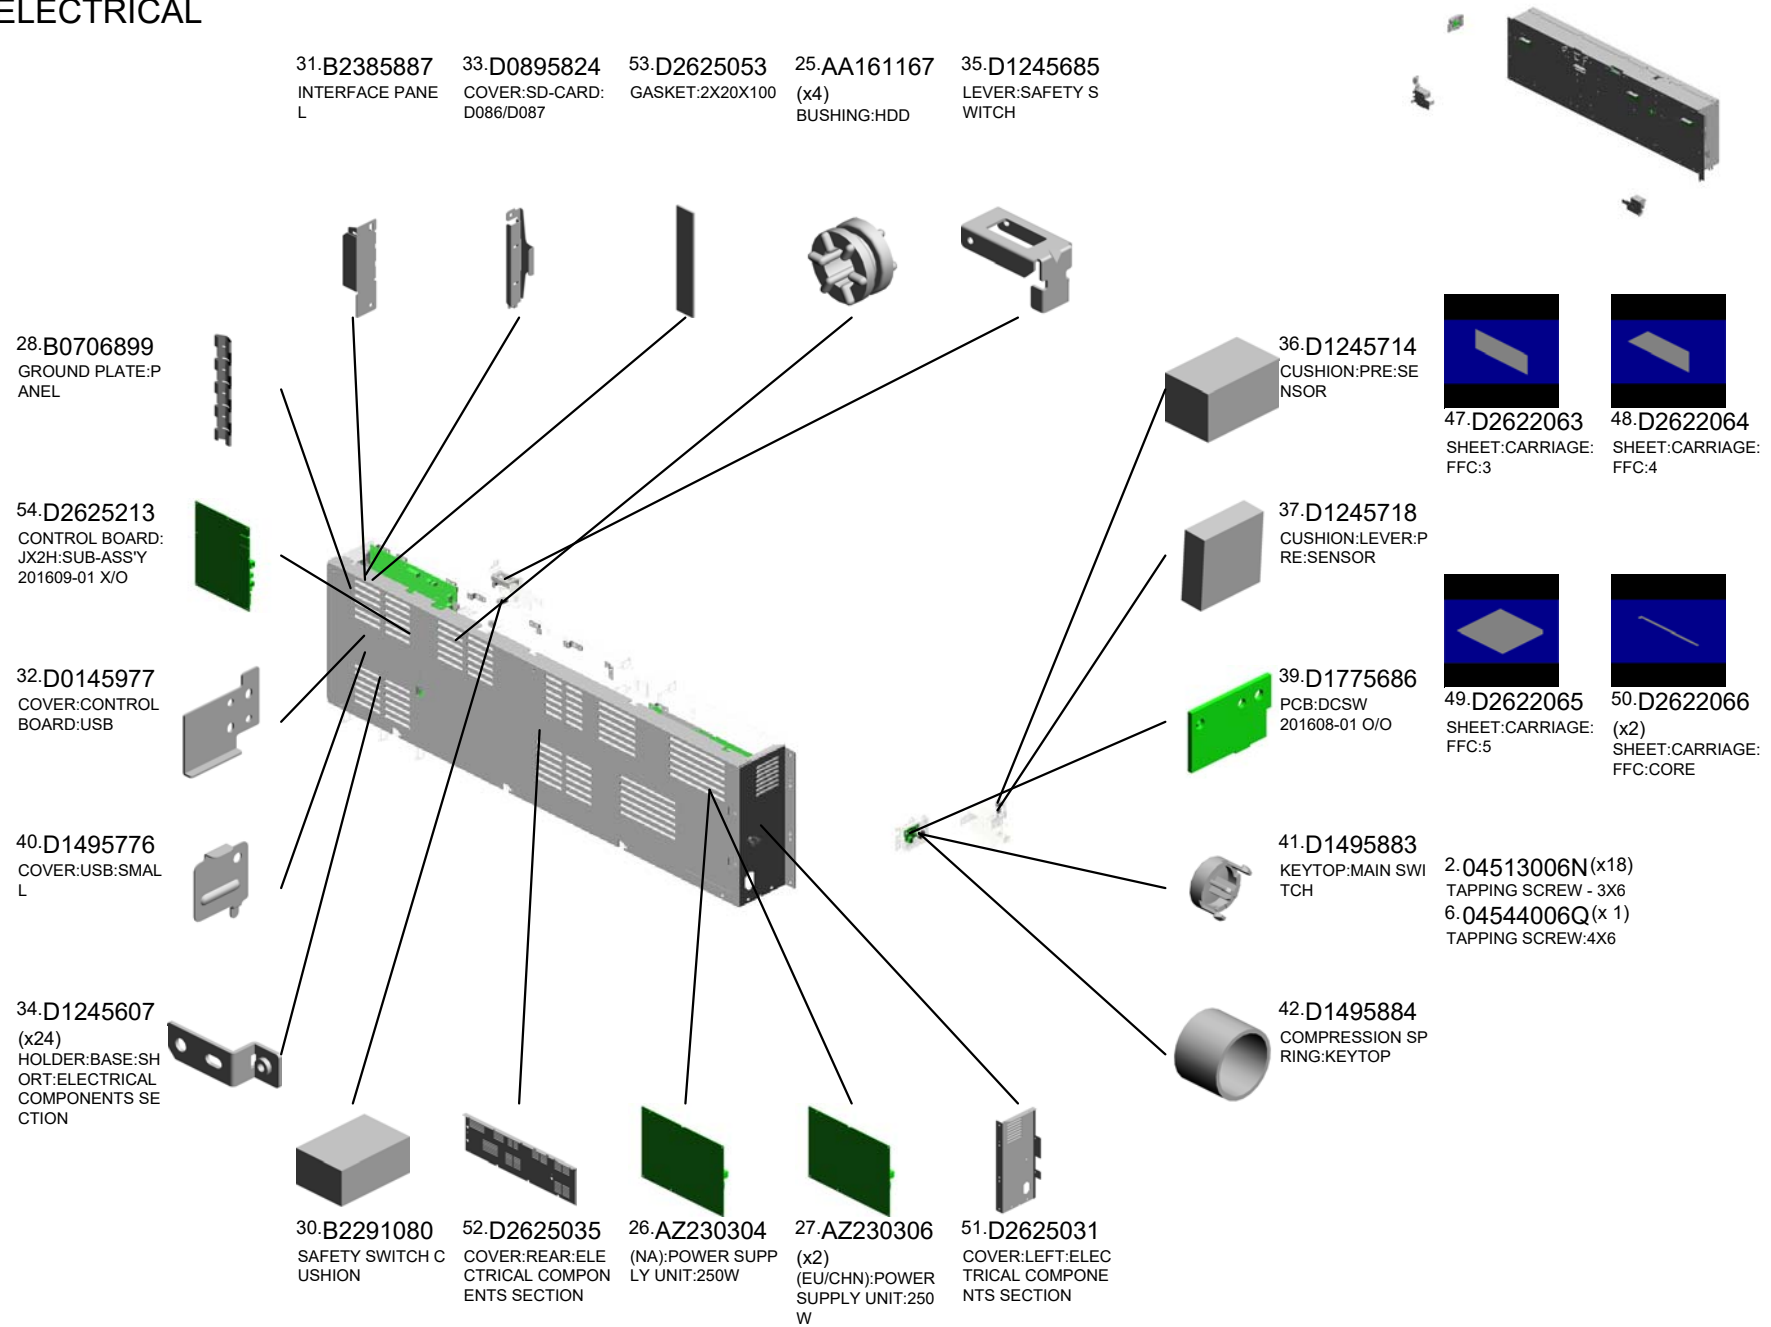 ELECTRICAL
31.B2385887
INTERFACE PANE
L
33.D0895824
COVER:SD-CARD:
D086/D087
53.D2625053
GASKET:2X20X100
25.AA161167
(x4)
BUSHING:HDD
35.D1245685
LEVER:SAFETY S
WITCH
28.B0706899
GROUND PLATE:P
ANEL
54.D2625213
CONTROL BOARD:
JX2H:SUB-ASS'Y
201609-01 X/O
32.D0145977
COVER:CONTROL
BOARD:USB
40.D1495776
COVER:USB:SMAL
L
34.D1245607
(x24)
HOLDER:BASE:SH
ORT:ELECTRICAL
COMPONENTS SE
CTION
36.D1245714
CUSHION:PRE:SE
NSOR
37.D1245718
CUSHION:LEVER:P
RE:SENSOR
39.D1775686
PCB:DCSW
201608-01 O/O
41.D1495883
KEYTOP:MAIN SWI
TCH
42.D1495884
COMPRESSION SP
RING:KEYTOP
47.D2622063
SHEET:CARRIAGE:
FFC:3
48.D2622064
SHEET:CARRIAGE:
FFC:4
49.D2622065
SHEET:CARRIAGE:
FFC:5
50.D2622066
(x2)
SHEET:CARRIAGE:
FFC:CORE
2.04513006N(x18)
TAPPING SCREW - 3X6
6.04544006Q(x 1)
TAPPING SCREW:4X6
30.B2291080
SAFETY SWITCH C
USHION
52.D2625035
COVER:REAR:ELE
CTRICAL COMPON
ENTS SECTION
26.AZ230304
(NA):POWER SUPP
LY UNIT:250W
27.AZ230306
(x2)
(EU/CHN):POWER
SUPPLY UNIT:250
W
51.D2625031
COVER:LEFT:ELEC
TRICAL COMPONE
NTS SECTION